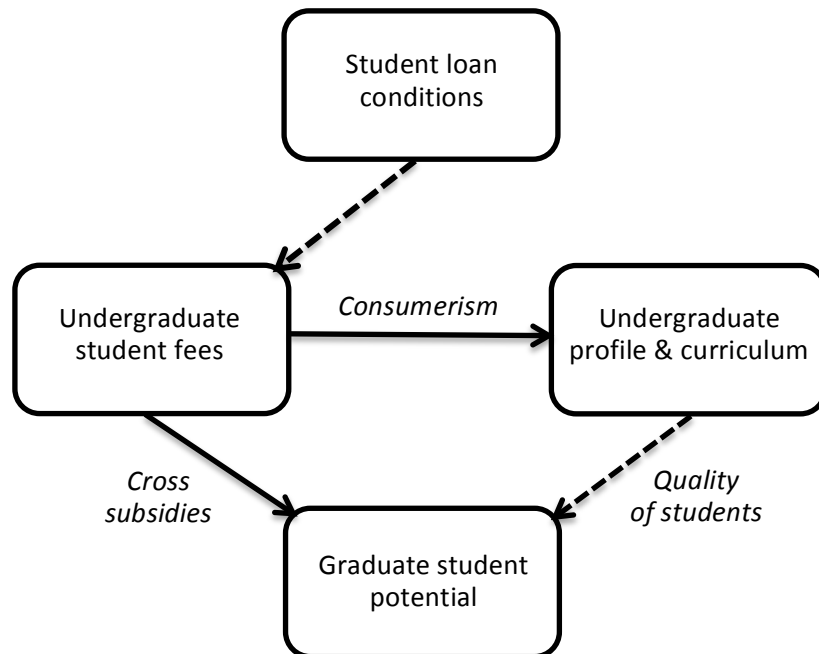 Student loan
conditions
Undergraduate
student fees
Consumerism
Undergraduate
profile & curriculum
Cross
subsidies
Quality
of students
Graduate student
potential